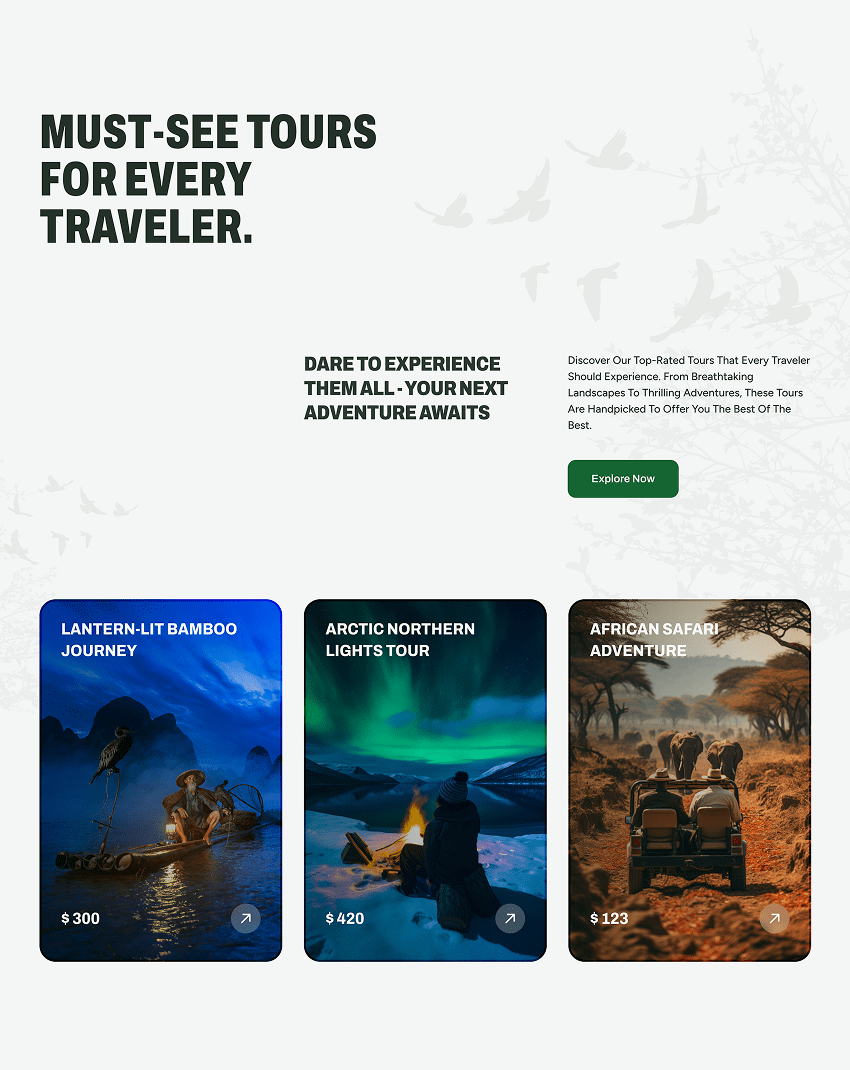 MUST-SEE TOURS
FOR EVERY
TRAVELER.
DARE TO EXPERIENCE
THEM ALL - YOUR NEXT
ADVENTURE AWAITS
Discover Our Top-Rated Tours That Every Traveler
Should Experience. From Breathtaking
Landscapes To Thrilling Adventures, These Tours
Are Handpicked To Offer You The Best Of The
Best.
Explore Now
LANTERN-LIT BAMBOO
JOURNEY
$ 300
ARCTIC NORTHERN
LIGHTS TOUR
$ 420
AFRICAN SAFARI
ADVENTURE
$ 123